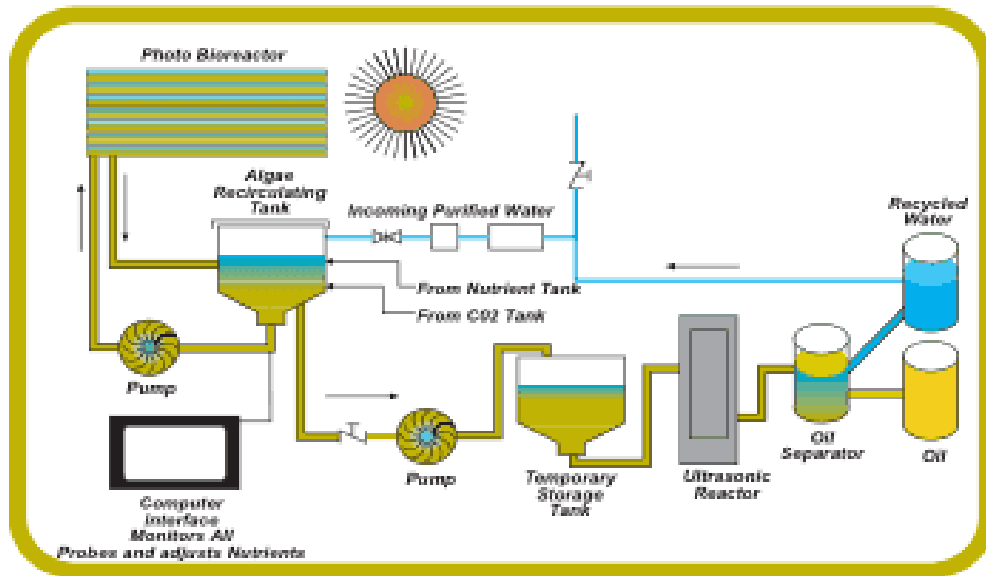 Photo Bioreactor
Algae
Recirculating
Tank
Incoming Purified Water
Recycled
Water
From Nutrient Tank
From C02 Tank
Pump
Pump
Oil
Separator
Oil
Temporary
Storage
Tank
Ultrasonic
Reactor
Computer
Interface
Monitors All
Probes and adjusts Nutrients